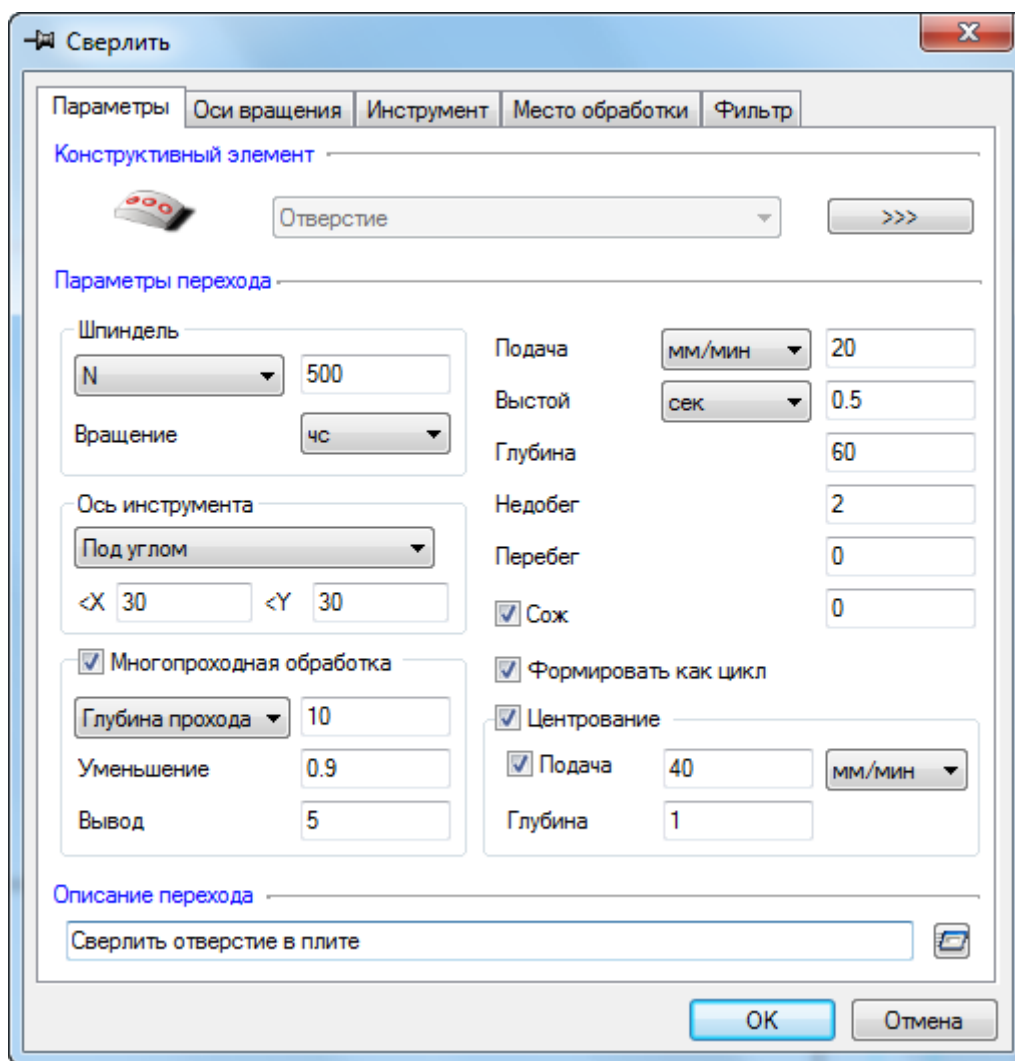 Сверлить
Параметры Оси вращения Инструмент Место обработки Фильтр
Конструктивный элемент
Отверстие >>>
Параметры перехода
Шпиндель
N 500
Вращение чс
Подача мм/мин 20
Выстой сек 0.5
Глубина 60
Ось инструмента
Под углом
<X 30 <Y 30
Недобег 2
Перебег 0
Сож 0
Многопроходная обработка
Глубина прохода 10
Уменьшение 0.9
Вывод 5
Формировать как цикл
Центрование
Подача 40 мм/мин
Глубина 1
Описание перехода
Сверлить отверстие в плите
OK Отмена